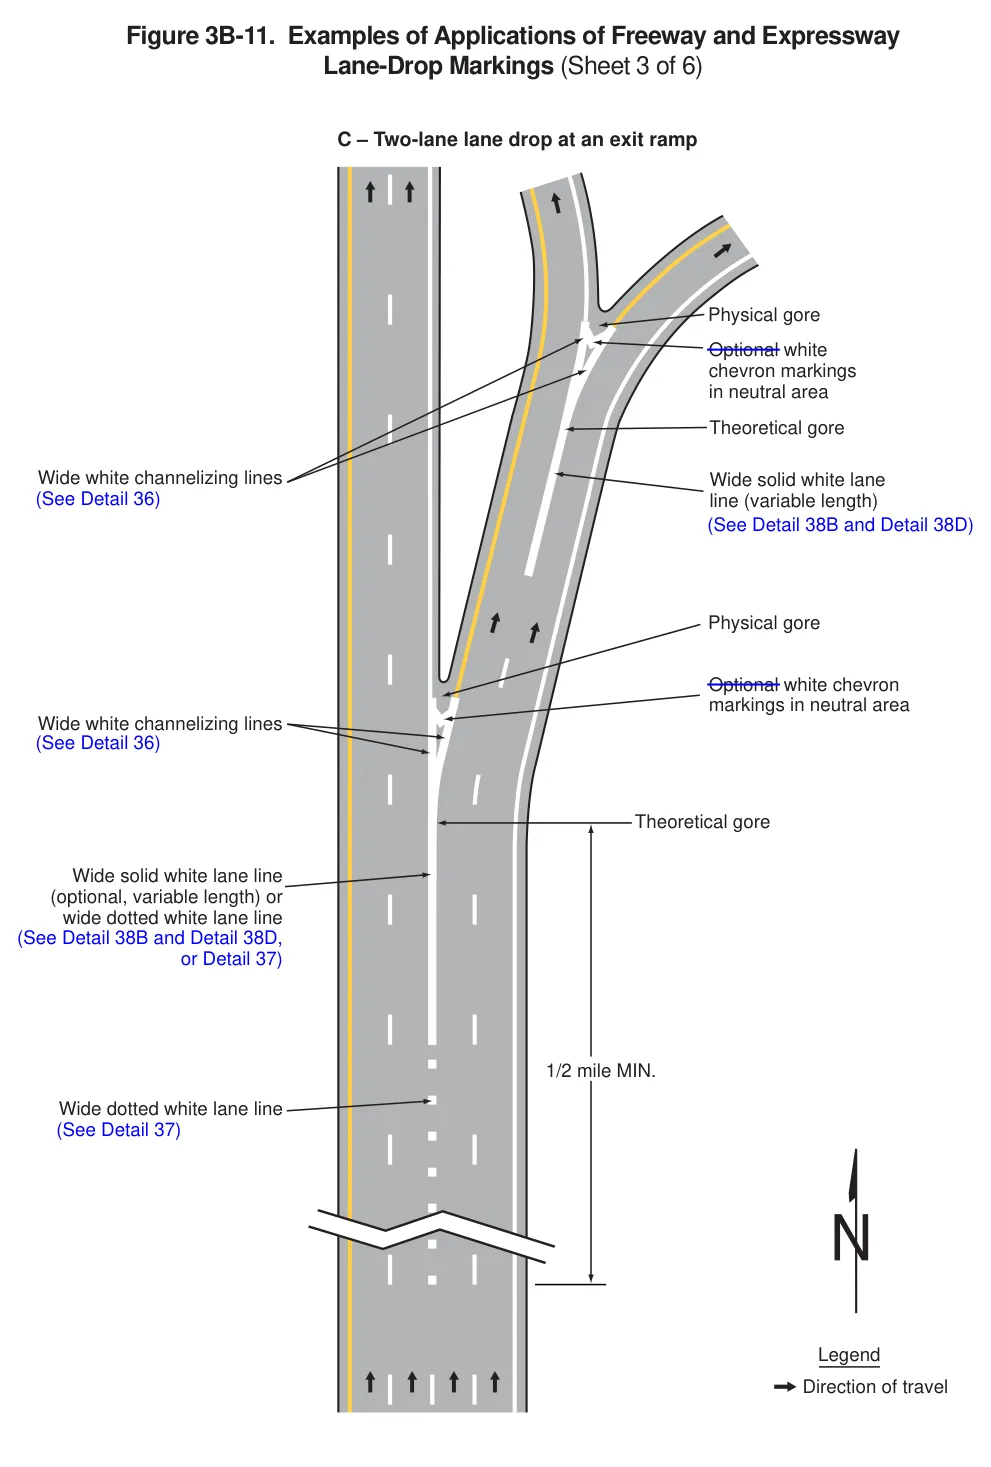 Figure 3B-11. Examples of Applications of Freeway and Expressway
Lane-Drop Markings (Sheet 3 of 6)
C – Two-lane lane drop at an exit ramp
Physical gore
Optional white
chevron markings
in neutral area
Theoretical gore
Wide white channelizing lines
(See Detail 36)
Wide solid white lane
line (variable length)
(See Detail 38B and Detail 38D)
Physical gore
Optional white chevron
markings in neutral area
Wide white channelizing lines
(See Detail 36)
Theoretical gore
Wide solid white lane line
(optional, variable length) or
wide dotted white lane line
(See Detail 38B and Detail 38D,
or Detail 37)
1/2 mile MIN.
Wide dotted white lane line
(See Detail 37)
N
Legend
Direction of travel